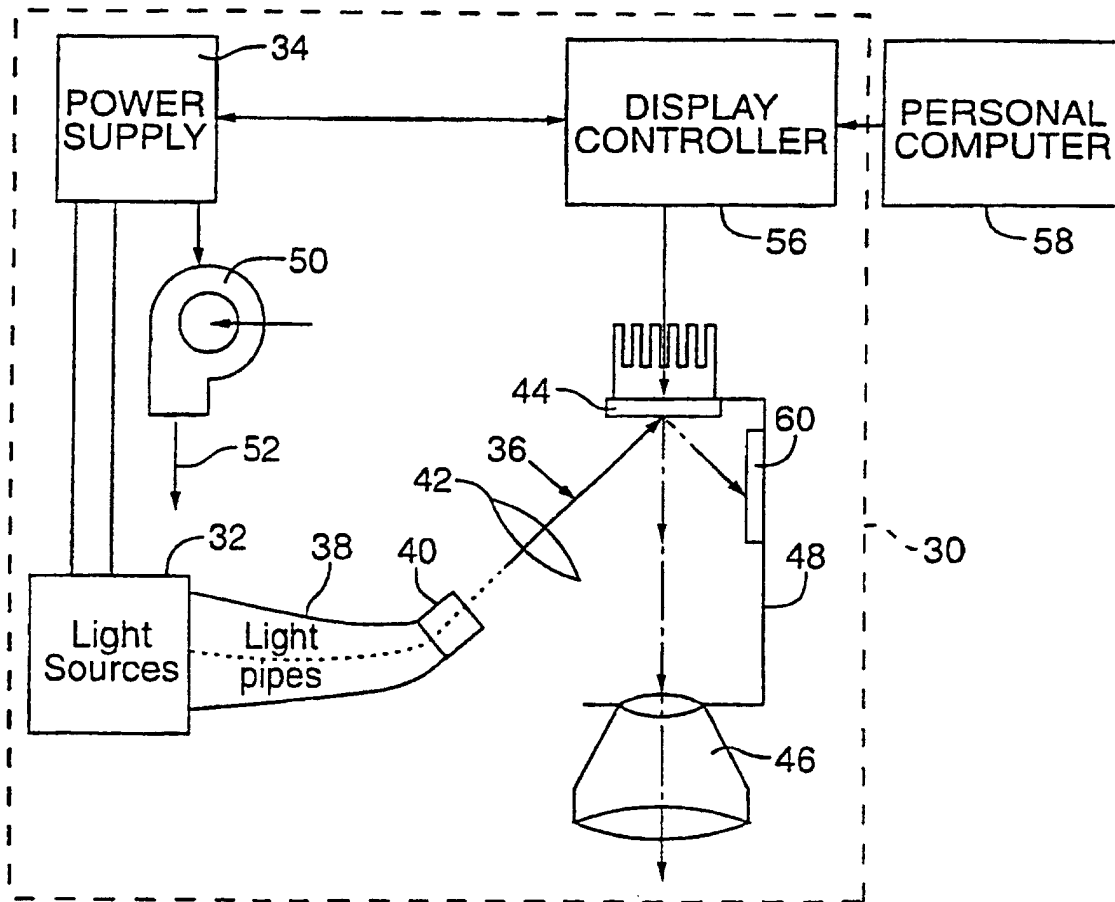 34
POWER
SUPPLY
DISPLAY
CONTROLLER
PERSONAL
COMPUTER
56
58
50
44
60
52
36
42
32
38
40
30
48
Light
Sources
Light
pipes
46